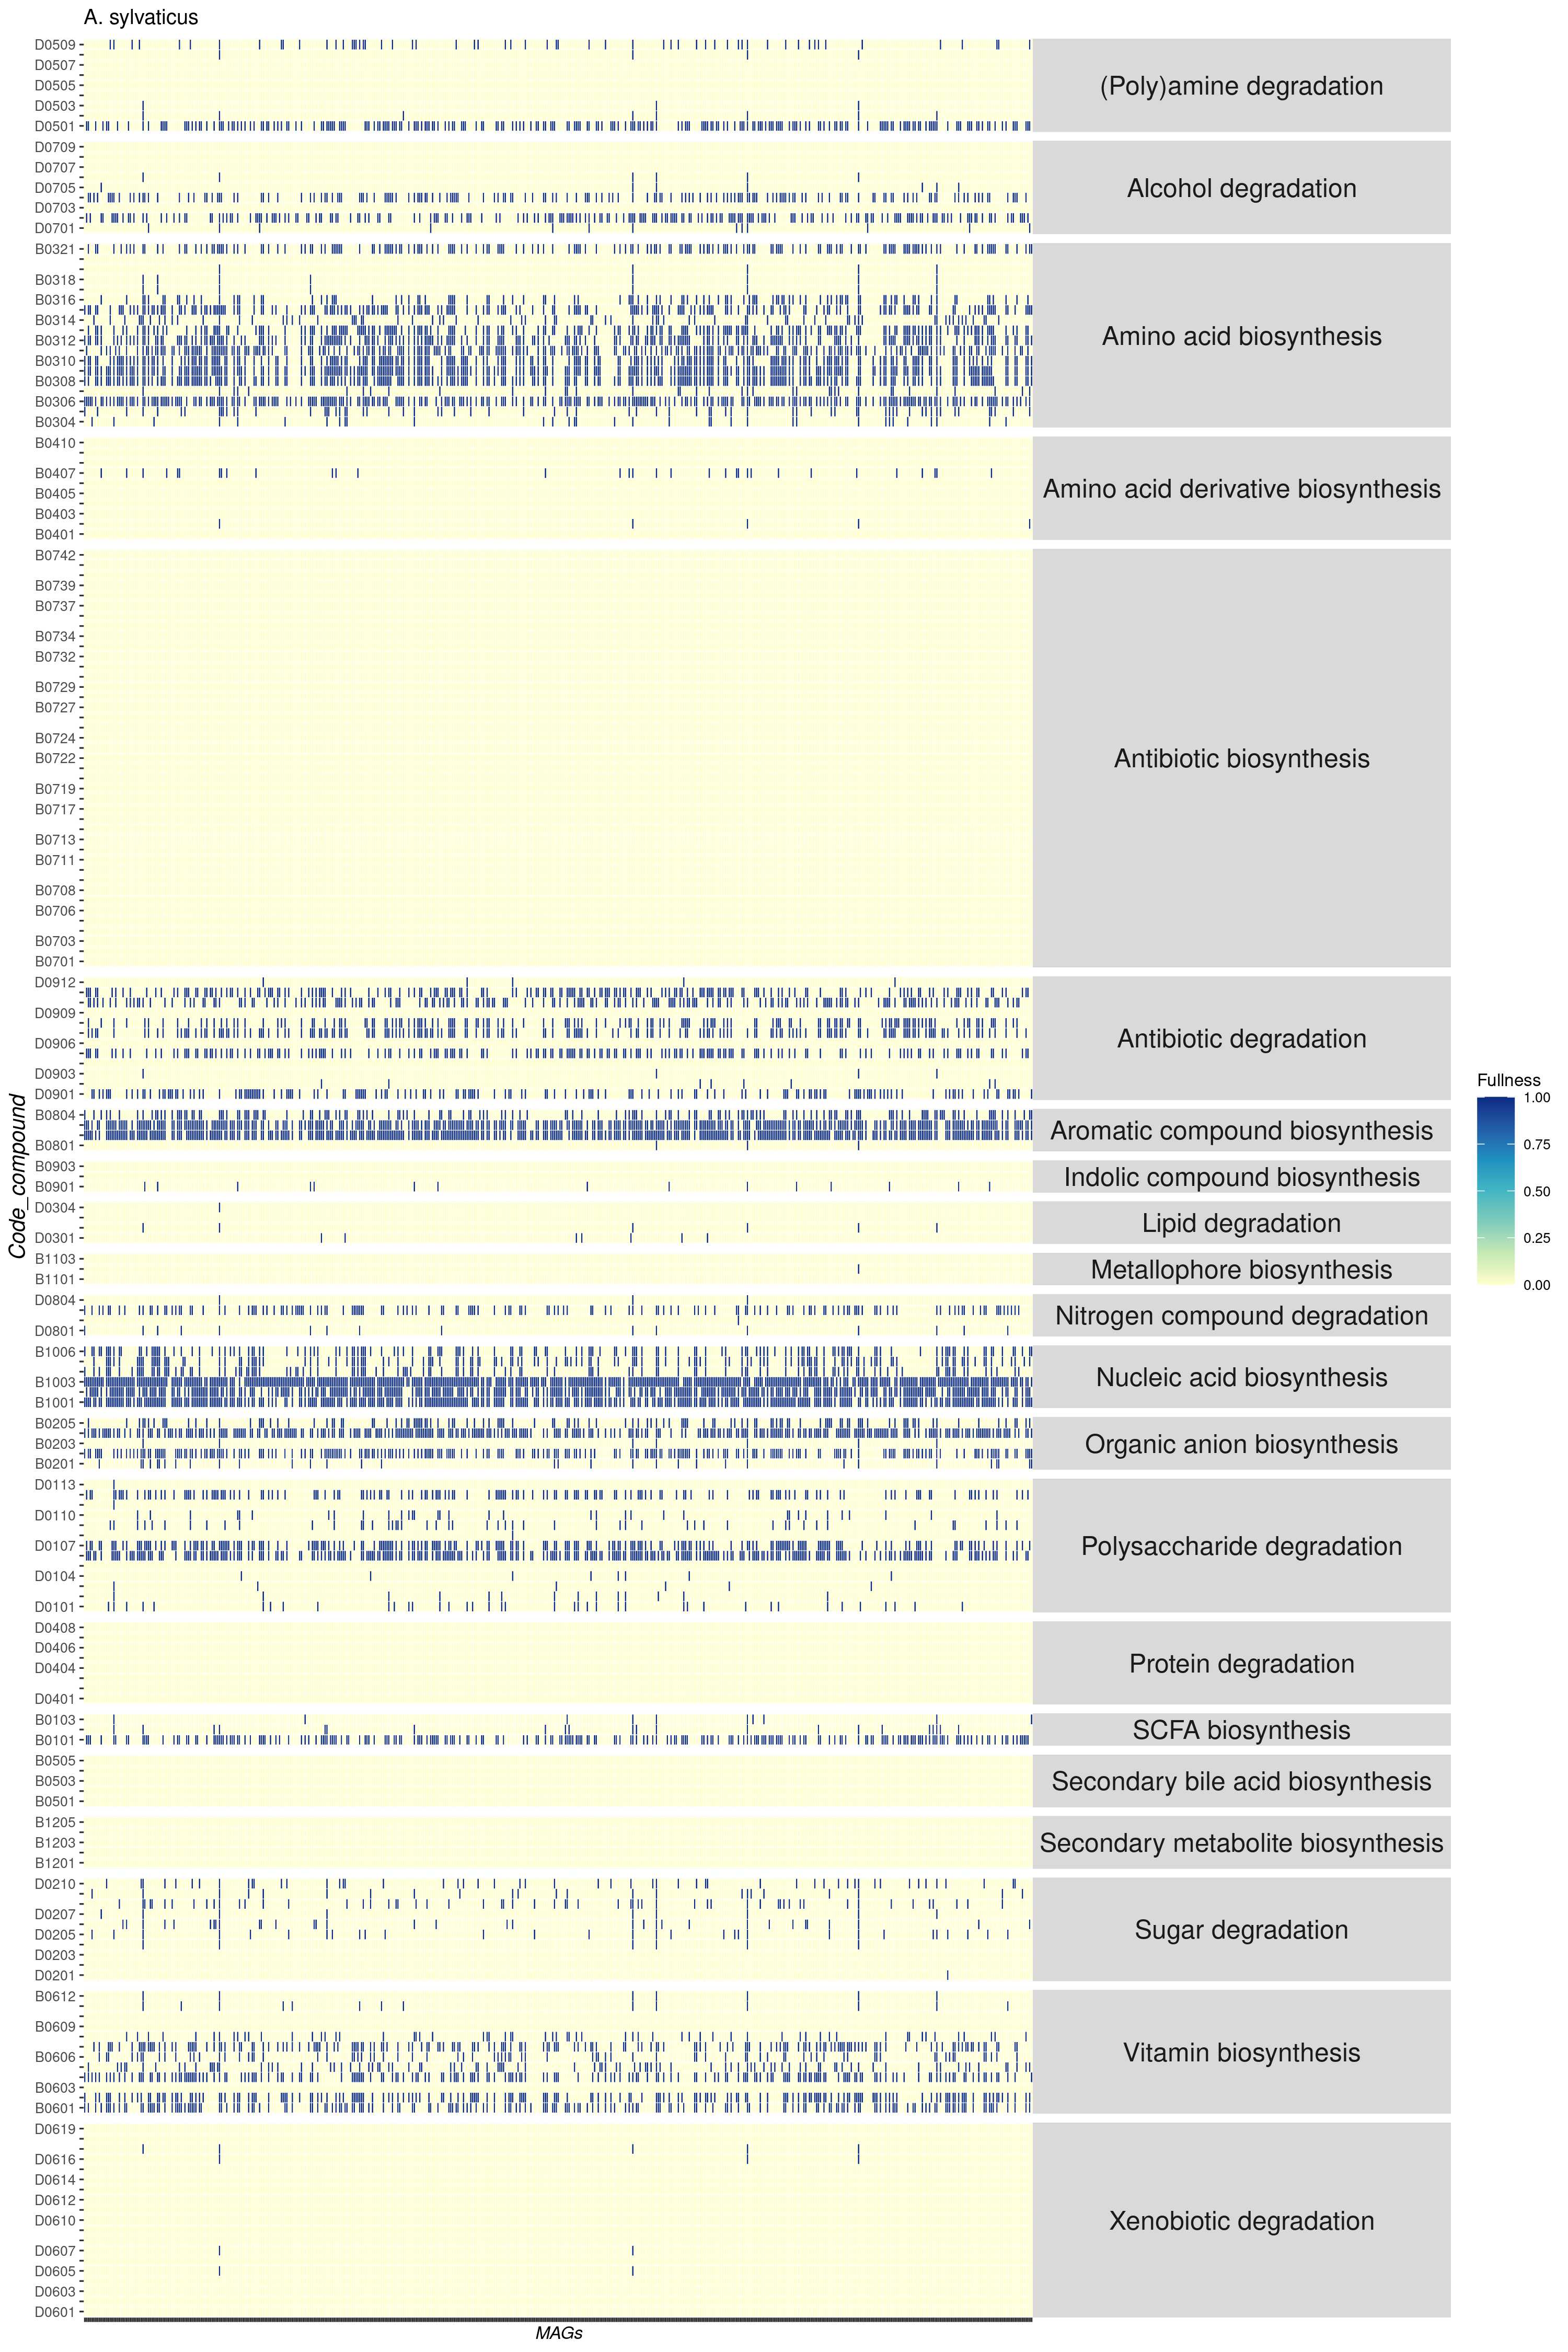 A. sylvaticus
D0509
D0507
D0505
D0503
D0501
(Poly)amine degradation
D0709
D0707
D0705
D0703
D0701
Alcohol degradation
B0321
B0318
B0316
B0314
B0312
B0310
B0308
B0306
B0304
Amino acid biosynthesis
B0410
B0407
B0405
B0403
B0401
Amino acid derivative biosynthesis
B0742
B0739
B0737
B0734
B0732
B0729
B0727
B0724
B0722
B0719
B0717
B0713
B0711
B0708
B0706
B0703
B0701
Antibiotic biosynthesis
D0912
D0909
D0906
D0903
D0901
Antibiotic degradation
B0804
B0801
Aromatic compound biosynthesis
B0903
B0901
Indolic compound biosynthesis
D0304
D0301
Lipid degradation
B1103
B1101
Metallophore biosynthesis
D0804
D0801
Nitrogen compound degradation
B1006
B1003
B1001
Nucleic acid biosynthesis
B0205
B0203
B0201
Organic anion biosynthesis
D0113
D0110
D0107
D0104
D0101
Polysaccharide degradation
D0408
D0406
D0404
D0401
Protein degradation
B0103
B0101
SCFA biosynthesis
B0505
B0503
B0501
Secondary bile acid biosynthesis
B1205
B1203
B1201
Secondary metabolite biosynthesis
D0210
D0207
D0205
D0203
D0201
Sugar degradation
B0612
B0609
B0606
B0603
B0601
Vitamin biosynthesis
D0619
D0616
D0614
D0612
D0610
D0607
D0605
D0603
D0601
Xenobiotic degradation
Code_compound
MAGs
Fullness
1.00
0.75
0.50
0.25
0.00